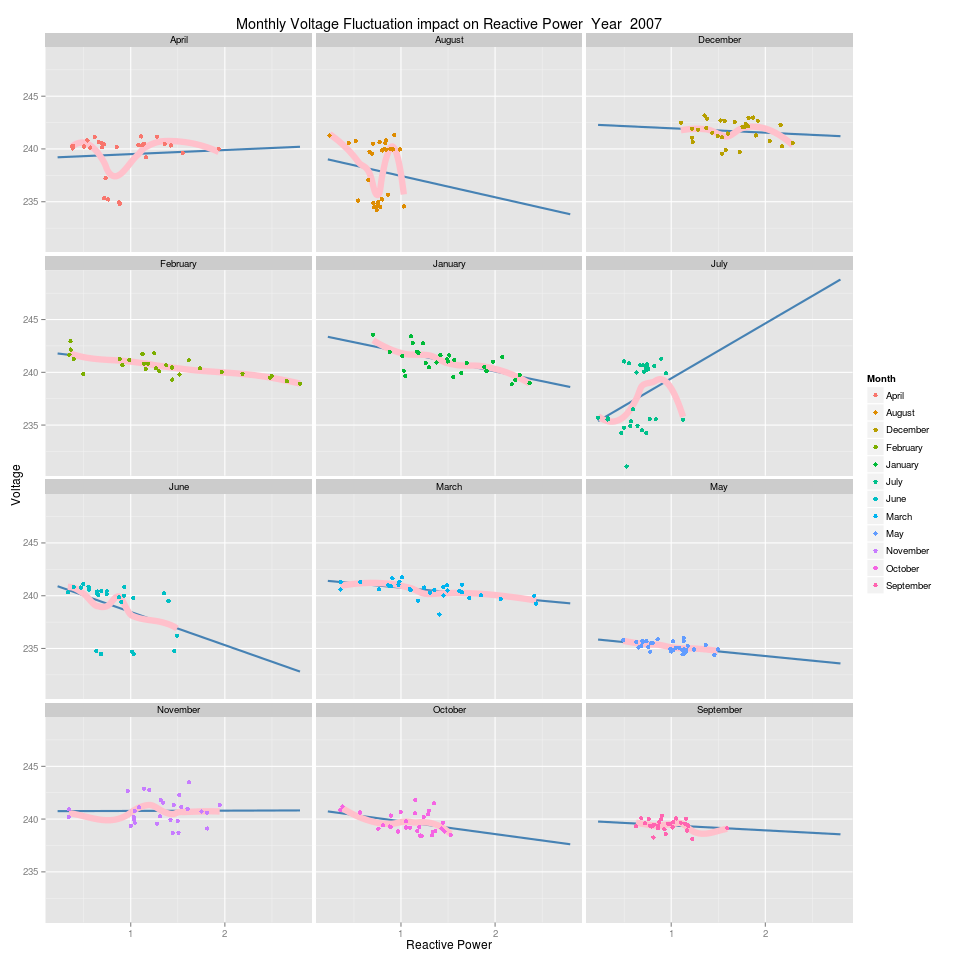 Monthly Voltage Fluctuation impact on Reactive Power Year 2007
April
August
December
245
240
235
February
January
July
245
240
235
June
March
May
245
240
235
November
October
September
245
240
235
1
2
1
2
1
2
Voltage
Reactive Power
Month
April
August
December
February
January
July
June
March
May
November
October
September